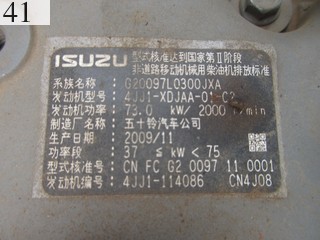 41
ISUZU 型式核准达到国家第Ⅱ阶段
非道路移动机械用柴油机排放标准
系族名称: G20097L0300JXA
发动机型号: 4JJ1-XDJAA-01-C2
发动机功率: 73.0 kW/ 2000 r/min
制造厂名称: 五十铃汽车公司
生产日期: 2009/11
功率段: 37 ≤ kW < 75
型式核准号: CN FC G2 0097 11 0001
发动机编号: 4JJ1-114086 CN4J08